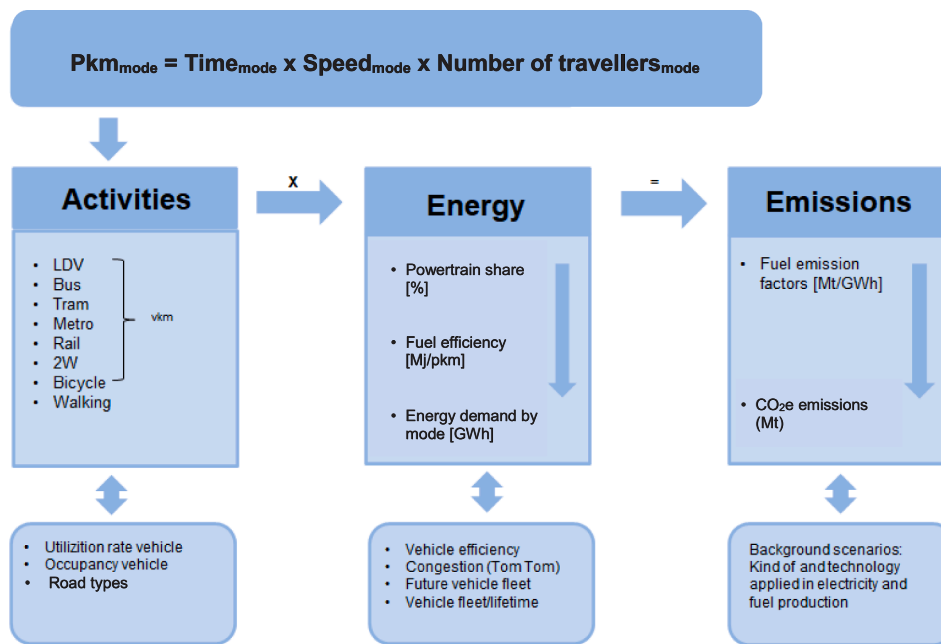 Pkmmode = Timemode x Speedmode x Number of travellersmode
Activities
X
Energy
=
Emissions
• LDV
• Bus
• Tram
• Metro
• Rail
• 2W
• Bicycle
• Walking
vkm
• Powertrain share
[%]
• Fuel efficiency
[Mj/pkm]
• Energy demand by
mode [GWh]
• Fuel emission
factors [Mt/GWh]
• CO₂e emissions
(Mt)
• Utilizition rate vehicle
• Occupancy vehicle
• Road types
• Vehicle efficiency
• Congestion (Tom Tom)
• Future vehicle fleet
• Vehicle fleet/lifetime
Background scenarios:
Kind of and technology
applied in electricity and
fuel production